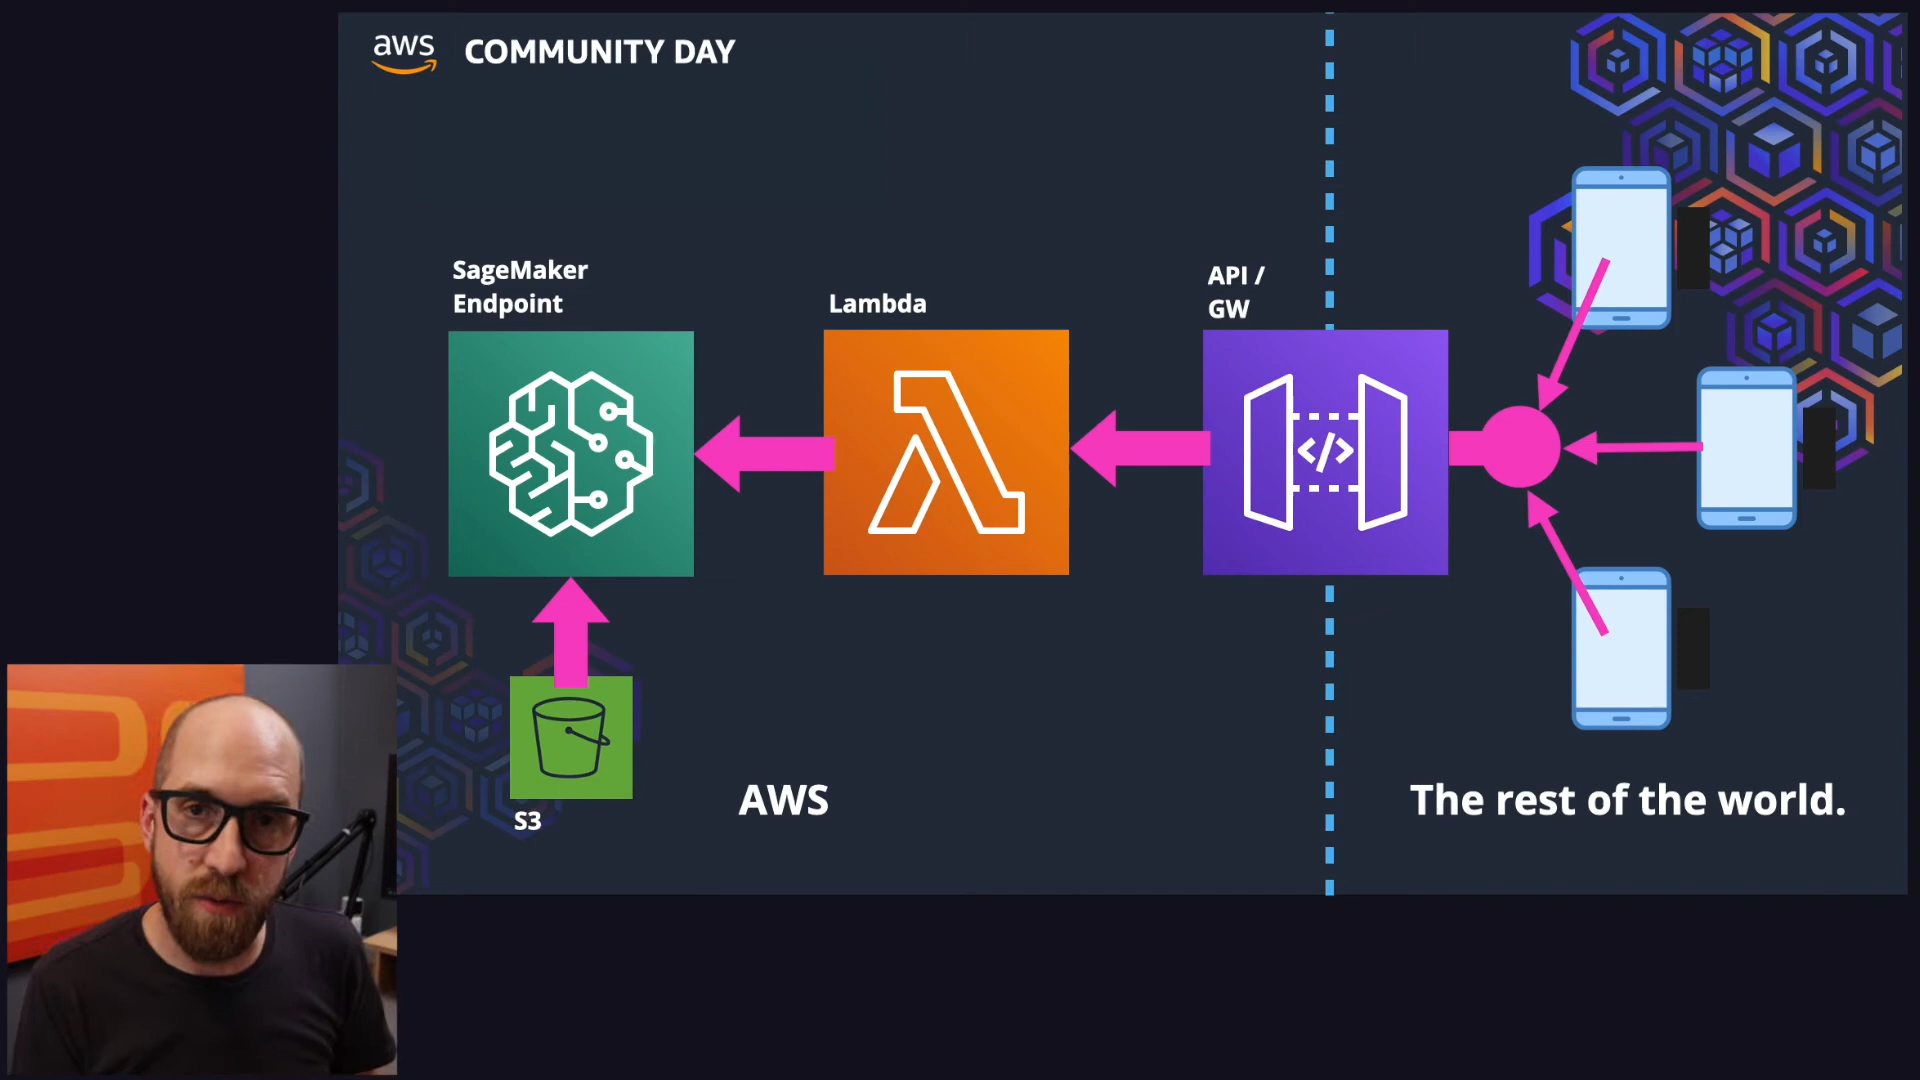 aws COMMUNITY DAY
SageMaker
Endpoint
Lambda
API /
GW
</>
S3
AWS
The rest of the world.